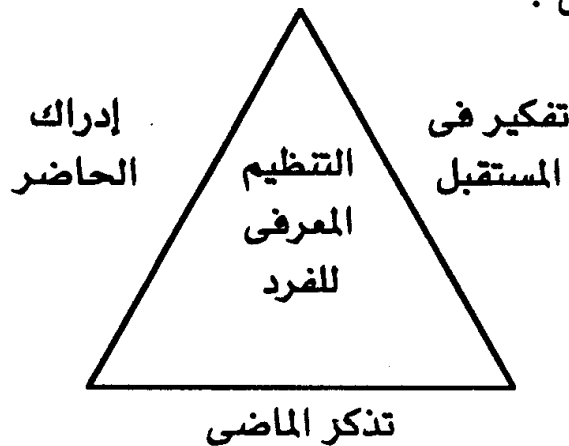 تفكير فى
المستقبل
إدراك
الحاضر
التنظيم
المعرفى
للفرد
تذكر الماضى